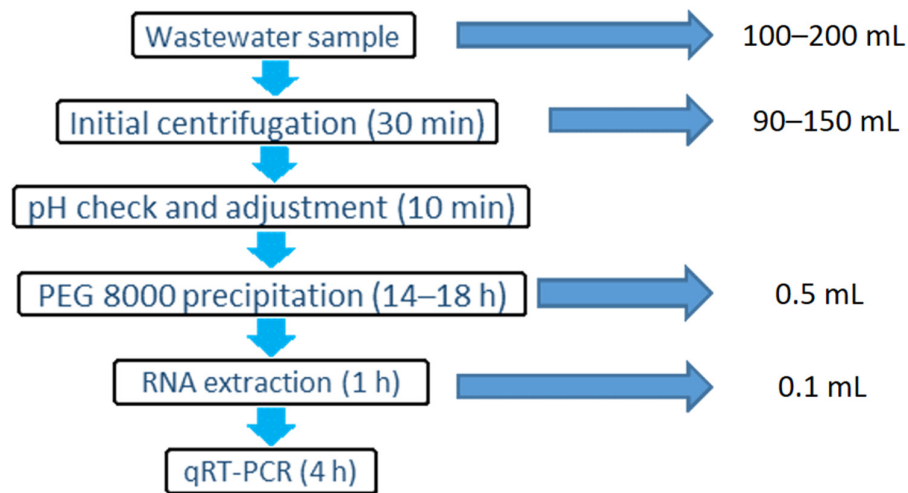 Wastewater sample
100–200 mL
Initial centrifugation (30 min)
90–150 mL
pH check and adjustment (10 min)
PEG 8000 precipitation (14–18 h)
0.5 mL
RNA extraction (1 h)
0.1 mL
qRT-PCR (4 h)